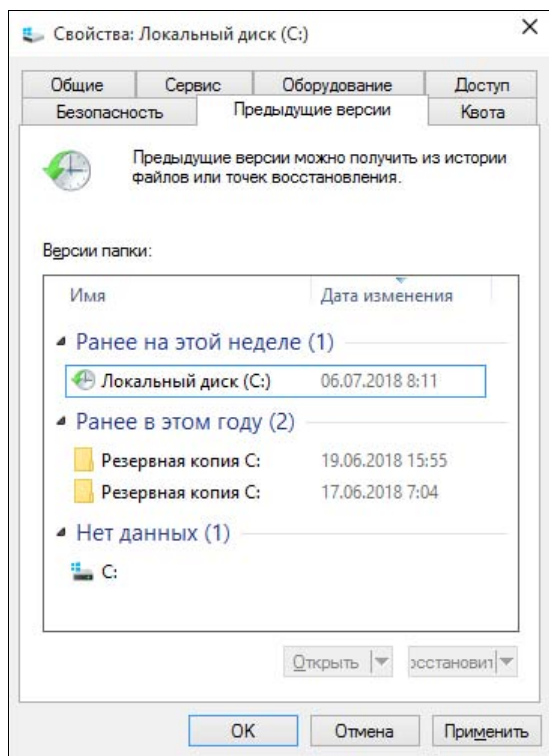 Свойства: Локальный диск (C:)
Общие Сервис Оборудование Доступ
Безопасность Предыдущие версии Квота
Предыдущие версии можно получить из истории
файлов или точек восстановления.
Версии папки:
Имя Дата изменения
Ранее на этой неделе (1)
Локальный диск (C:) 06.07.2018 8:11
Ранее в этом году (2)
Резервная копия C: 19.06.2018 15:55
Резервная копия C: 17.06.2018 7:04
Нет данных (1)
C:
Открыть осстановит
OK Отмена Применить